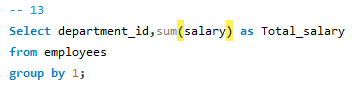 -- 13
Select department_id,sum(salary) as Total_salary
from employees
group by 1;